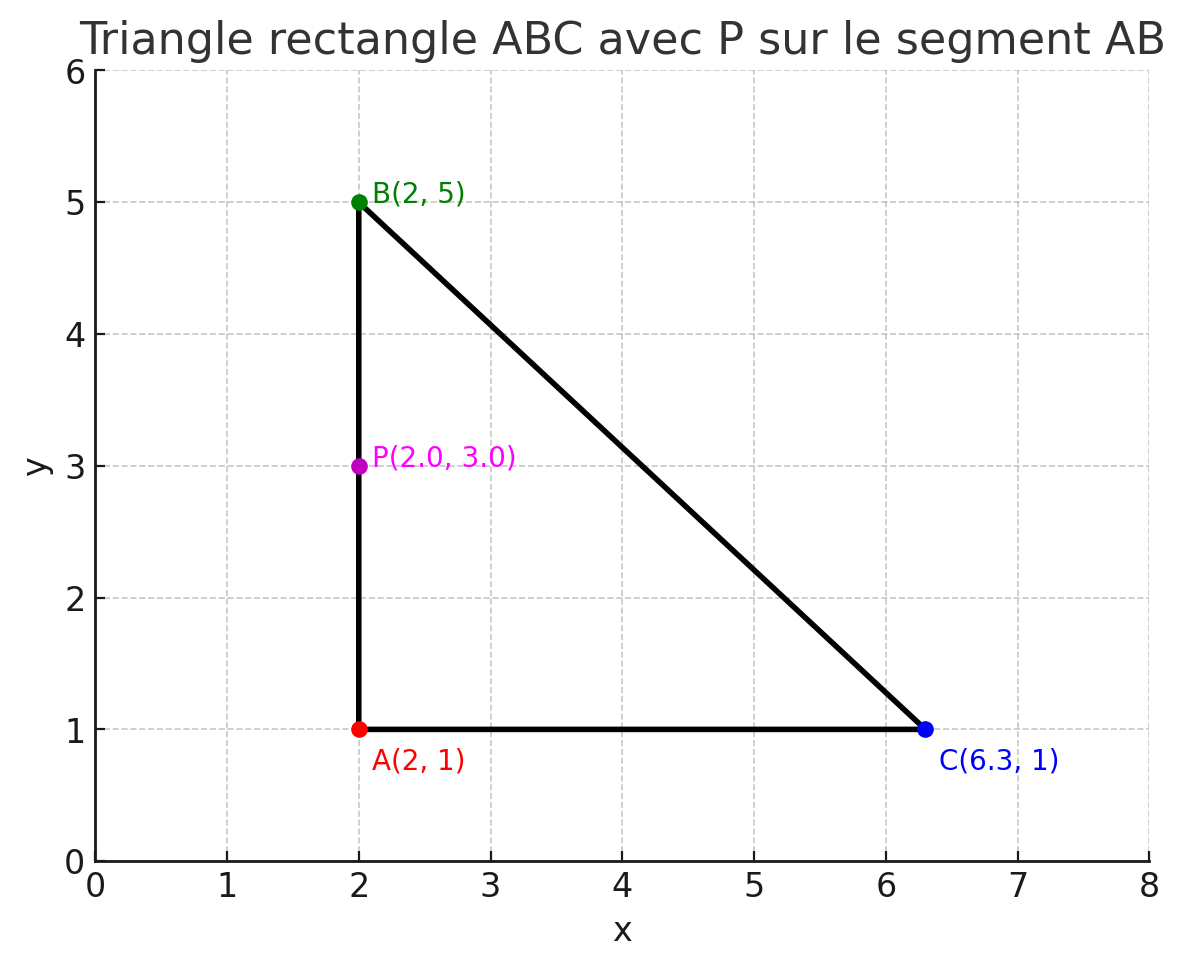 Triangle rectangle ABC avec P sur le segment AB
6
5
4
3
2
1
0
y
B(2, 5)
P(2.0, 3.0)
A(2, 1)
C(6.3, 1)
0 1 2 3 4 5 6 7 8
x